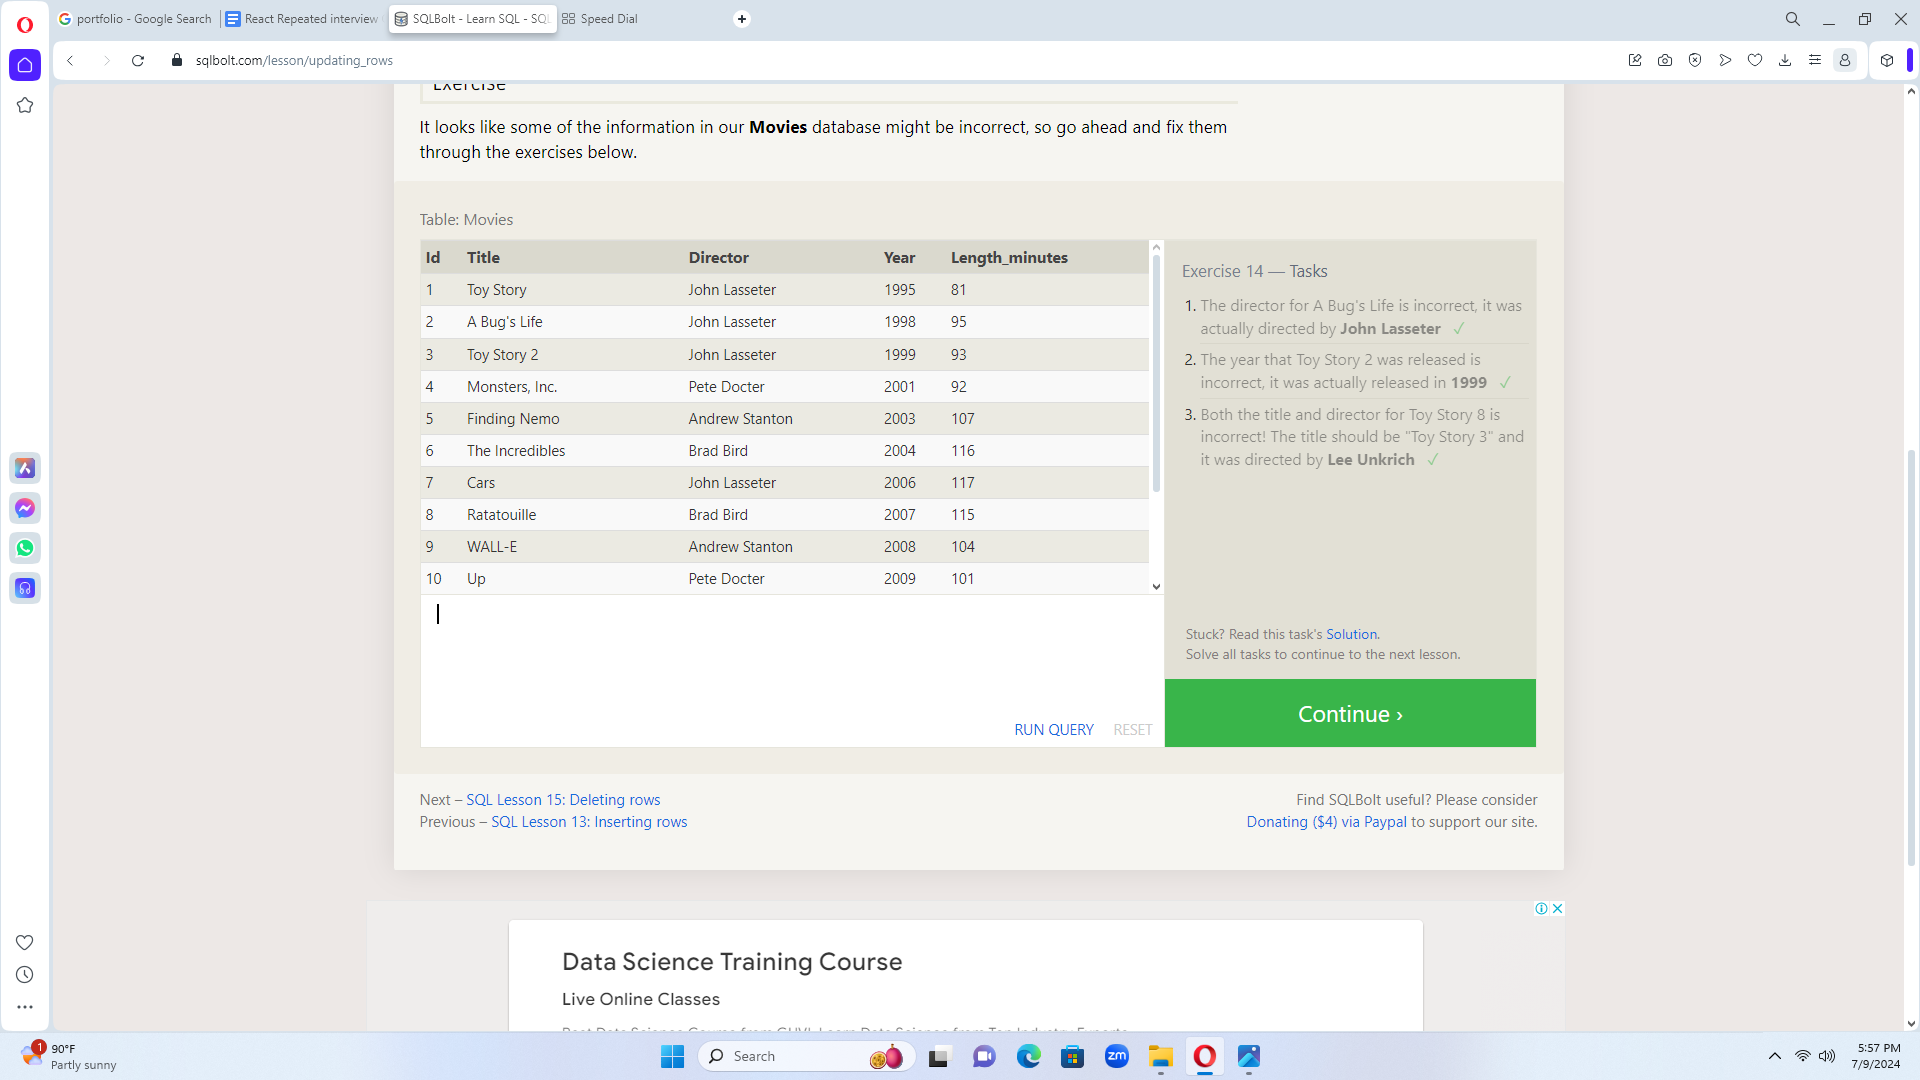 portfolio - Google Search
React Repeated interview
SQLBolt - Learn SQL - SQL
Speed Dial
sqlbolt.com/lesson/updating_rows
Exercise
It looks like some of the information in our Movies database might be incorrect, so go ahead and fix them
through the exercises below.
Table: Movies
Id Title Director Year Length_minutes
1 Toy Story John Lasseter 1995 81
2 A Bug's Life John Lasseter 1998 95
3 Toy Story 2 John Lasseter 1999 93
4 Monsters, Inc. Pete Docter 2001 92
5 Finding Nemo Andrew Stanton 2003 107
6 The Incredibles Brad Bird 2004 116
7 Cars John Lasseter 2006 117
8 Ratatouille Brad Bird 2007 115
9 WALL-E Andrew Stanton 2008 104
10 Up Pete Docter 2009 101
RUN QUERY RESET
Exercise 14 — Tasks
1. The director for A Bug's Life is incorrect, it was
actually directed by John Lasseter ✓
2. The year that Toy Story 2 was released is
incorrect, it was actually released in 1999 ✓
3. Both the title and director for Toy Story 8 is
incorrect! The title should be "Toy Story 3" and
it was directed by Lee Unkrich ✓
Stuck? Read this task's Solution.
Solve all tasks to continue to the next lesson.
Continue ›
Next – SQL Lesson 15: Deleting rows
Previous – SQL Lesson 13: Inserting rows
Find SQLBolt useful? Please consider
Donating ($4) via Paypal to support our site.
Data Science Training Course
Live Online Classes
1
90°F
Partly sunny
Search
zm
5:57 PM
7/9/2024